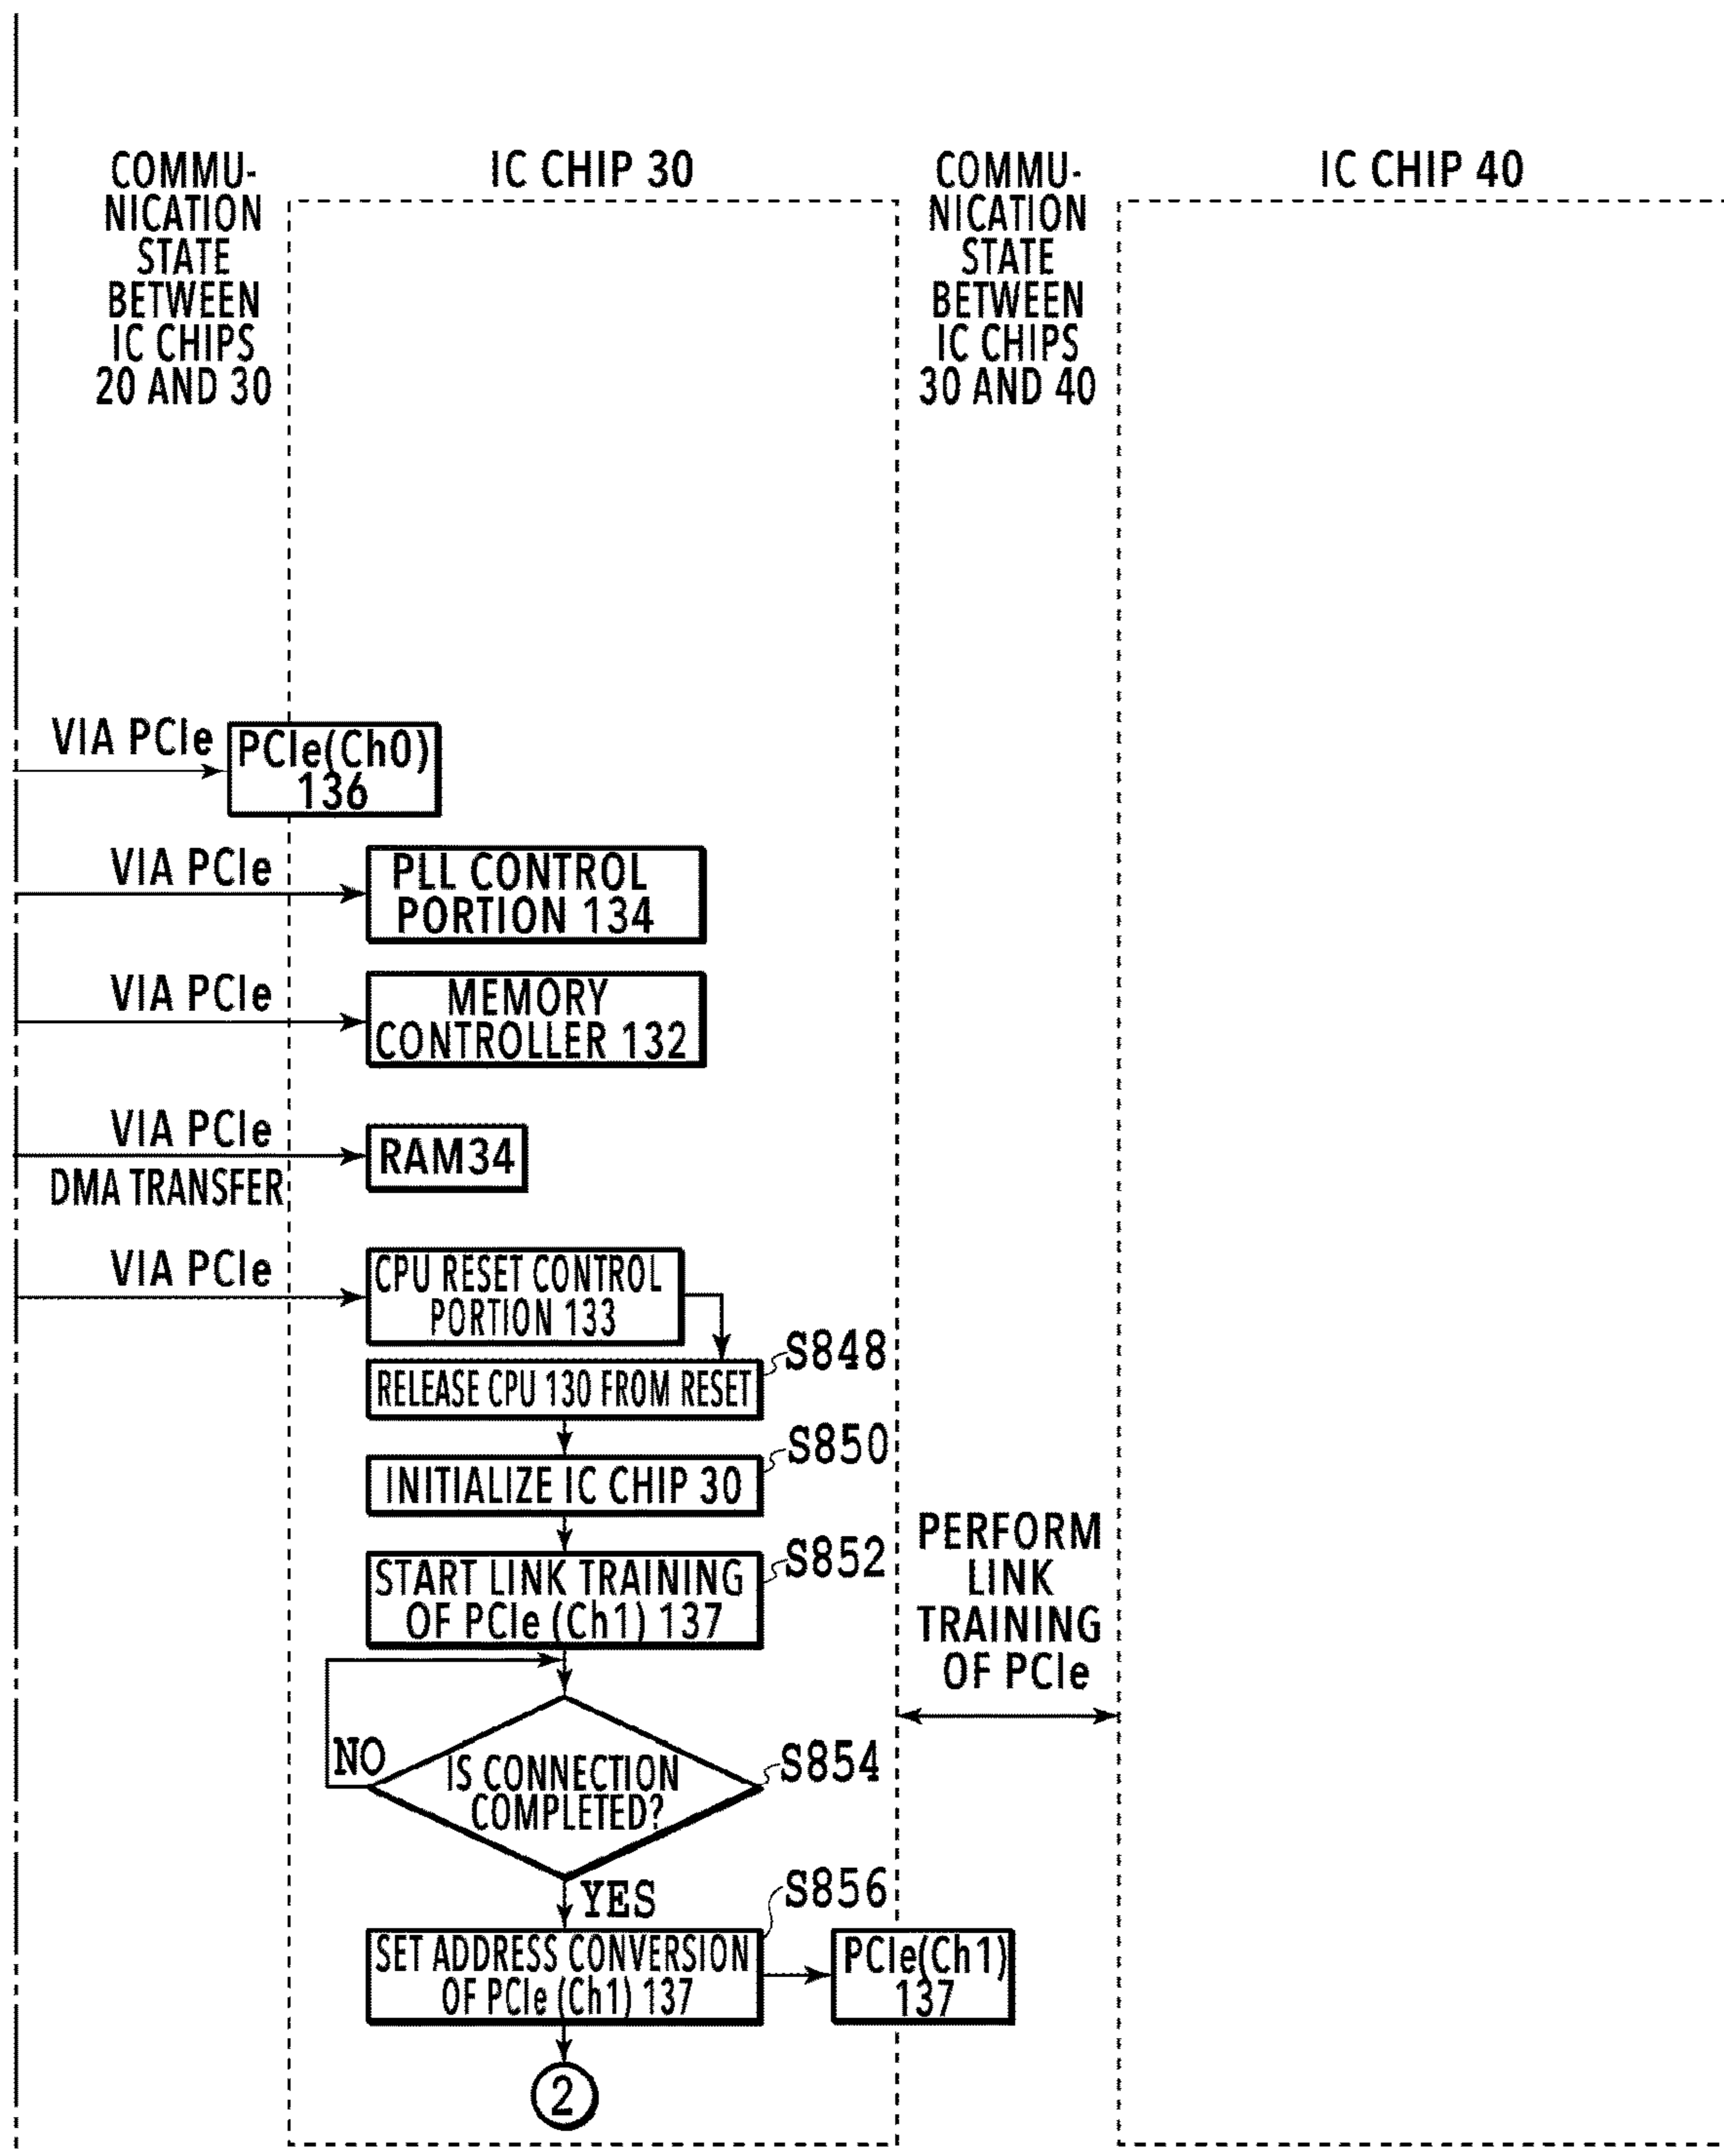 COMMU-
NICATION
STATE
BETWEEN
IC CHIPS
20 AND 30
IC CHIP 30
COMMU-
NICATION
STATE
BETWEEN
IC CHIPS
30 AND 40
IC CHIP 40
VIA PCIe
PCIe(Ch0)
136
VIA PCIe
PLL CONTROL
PORTION 134
VIA PCIe
MEMORY
CONTROLLER 132
VIA PCIe
DMA TRANSFER
RAM34
VIA PCIe
CPU RESET CONTROL
PORTION 133
S848
RELEASE CPU 130 FROM RESET
S850
INITIALIZE IC CHIP 30
S852
START LINK TRAINING
OF PCIe (Ch1) 137
PERFORM
LINK
TRAINING
OF PCIe
NO
IS CONNECTION
COMPLETED?
S854
YES
S856
SET ADDRESS CONVERSION
OF PCIe (Ch1) 137
PCIe(Ch1)
137
2